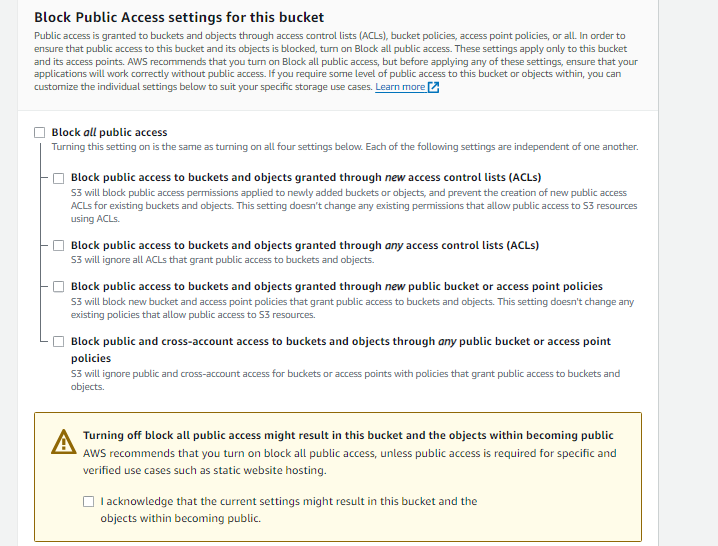 Block Public Access settings for this bucket
Public access is granted to buckets and objects through access control lists (ACLs), bucket policies, access point policies, or all. In order to
ensure that public access to this bucket and its objects is blocked, turn on Block all public access. These settings apply only to this bucket
and its access points. AWS recommends that you turn on Block all public access, but before applying any of these settings, ensure that your
applications will work correctly without public access. If you require some level of public access to this bucket or objects within, you can
customize the individual settings below to suit your specific storage use cases. Learn more
Block all public access
Turning this setting on is the same as turning on all four settings below. Each of the following settings are independent of one another.
Block public access to buckets and objects granted through new access control lists (ACLs)
S3 will block public access permissions applied to newly added buckets or objects, and prevent the creation of new public access
ACLs for existing buckets and objects. This setting doesn't change any existing permissions that allow public access to S3 resources
using ACLs.
Block public access to buckets and objects granted through any access control lists (ACLs)
S3 will ignore all ACLs that grant public access to buckets and objects.
Block public access to buckets and objects granted through new public bucket or access point policies
S3 will block new bucket and access point policies that grant public access to buckets and objects. This setting doesn't change any
existing policies that allow public access to S3 resources.
Block public and cross-account access to buckets and objects through any public bucket or access point
policies
S3 will ignore public and cross-account access for buckets or access points with policies that grant public access to buckets and
objects.
Turning off block all public access might result in this bucket and the objects within becoming public
AWS recommends that you turn on block all public access, unless public access is required for specific and
verified use cases such as static website hosting.
I acknowledge that the current settings might result in this bucket and the
objects within becoming public.